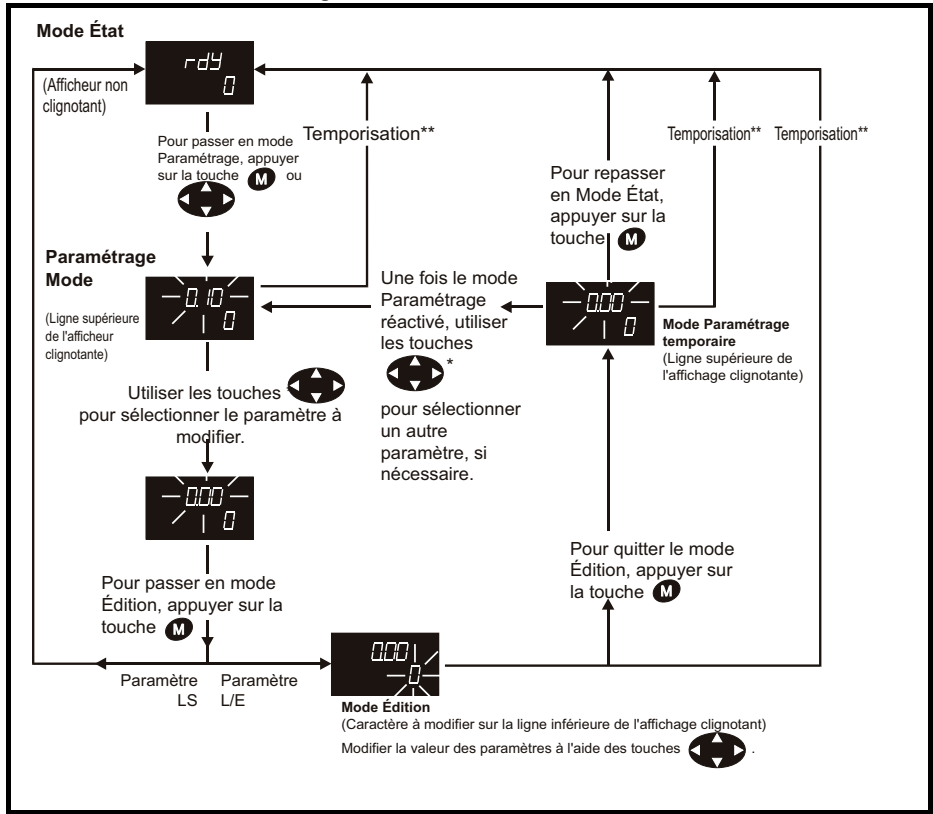 Mode État
rdY
0
(Afficheur non
clignotant)
Pour passer en mode
Paramétrage, appuyer
sur la touche M ou
Temporisation**
Temporisation**
Temporisation**
Pour repasser
en Mode État,
appuyer sur la
touche M
Paramétrage
Mode
(Ligne supérieure
de l'afficheur
clignotante)
0.10
0
Une fois le mode
Paramétrage
réactivé, utiliser
les touches
*
pour sélectionner
un autre
paramètre, si
nécessaire.
0.00
0
Mode Paramétrage
temporaire
(Ligne supérieure de
l'affichage clignotante)
Utiliser les touches *
pour sélectionner le paramètre à
modifier.
0.00
0
Pour passer en mode
Édition, appuyer sur la
touche M
Pour quitter le mode
Édition, appuyer sur
la touche M
Paramètre
LS
Paramètre
L/E
0.00
0
Mode Édition
(Caractère à modifier sur la ligne inférieure de l'affichage clignotant)
Modifier la valeur des paramètres à l'aide des touches .